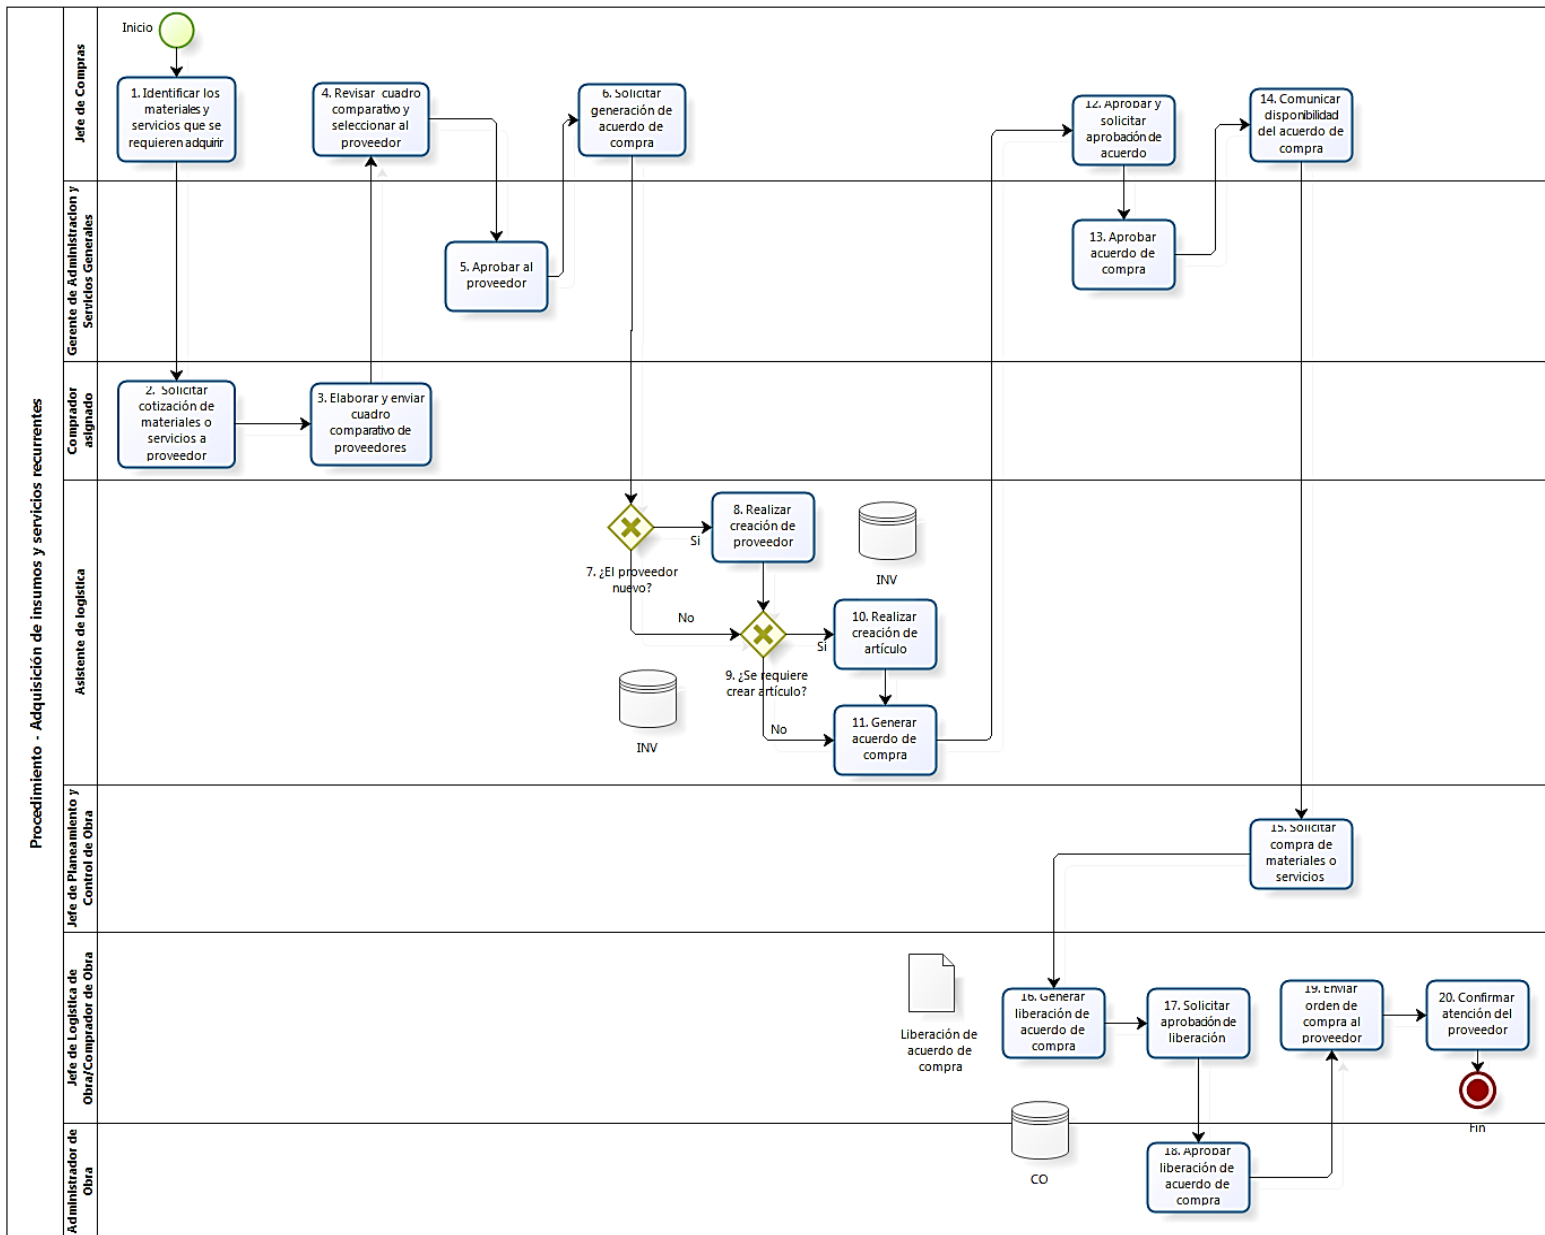 Procedimiento - Adquisición de insumos y servicios recurrentes
Jefe de Compras
Inicio
1. Identificar los
materiales y
servicios que se
requieren adquirir
4. Revisar cuadro
comparativo y
seleccionar al
proveedor
6. Solicitar
generación de
acuerdo de
compra
12. Aprobar y
solicitar
aprobación de
acuerdo
14. Comunicar
disponibilidad
del acuerdo de
compra
Gerente de Administracion y
Servicios Generales
5. Aprobar al
proveedor
13. Aprobar
acuerdo de
compra
Comprador
asignado
2. Solicitar
cotización de
materiales o
servicios a
proveedor
3. Elaborar y enviar
cuadro
comparativo de
proveedores
Asistente de logística
7. ¿El proveedor
nuevo?
Si
No
8. Realizar
creación de
proveedor
INV
9. ¿Se requiere
crear artículo?
Si
No
10. Realizar
creación de
artículo
INV
11. Generar
acuerdo de
compra
Jefe de Planeamiento y
Control de Obra
15. Solicitar
compra de
materiales o
servicios
Jefe de Logistica de
Obra/Comprador de Obra
Liberación de
acuerdo de
compra
16. Generar
liberación de
acuerdo de
compra
17. Solicitar
aprobación de
liberación
19. Enviar
orden de
compra al
proveedor
20. Confirmar
atención del
proveedor
Fin
Administrador de
Obra
CO
18. Aprobar
liberación de
acuerdo de
compra